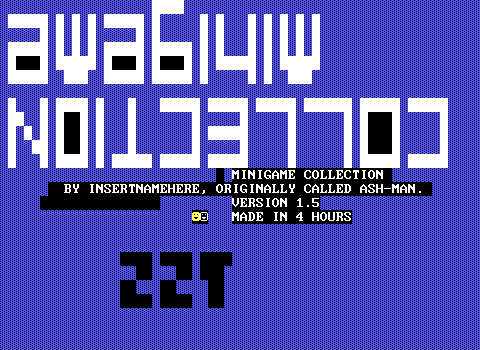 MINIGAME
COLLECTION
MINIGAME COLLECTION
BY INSERTNAMEHERE, ORIGINALLY CALLED ASH-MAN.
VERSION 1.5
MADE IN 4 HOURS
ZZT